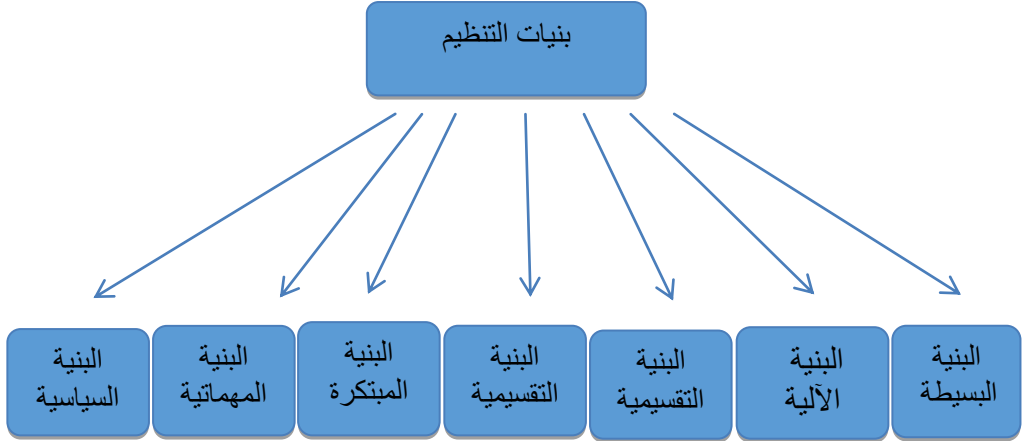 بنيات التنظيم
البنية
البسيطة
البنية
الآلية
البنية
التقسيمية
البنية
التقسيمية
البنية
المبتكرة
البنية
المهماتية
البنية
السياسية